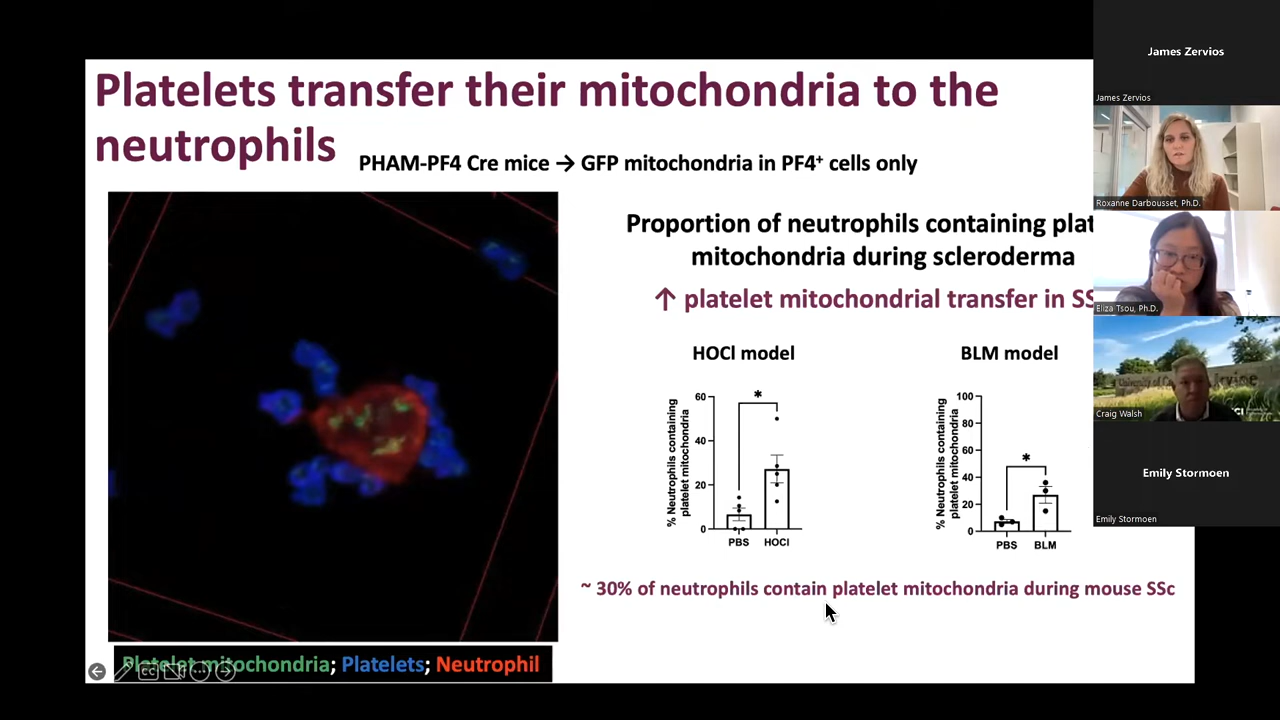 Platelets transfer their mitochondria to the
neutrophils
PHAM-PF4 Cre mice → GFP mitochondria in PF4⁺ cells only
Proportion of neutrophils containing plat
mitochondria during scleroderma
↑ platelet mitochondrial transfer in SS
HOCl model
BLM model
% Neutrophils containing
platelet mitochondria
60
40
20
0
*
PBS
HOCl
% Neutrophils containing
platelet mitochondria
100
80
60
40
20
0
*
PBS
BLM
~ 30% of neutrophils contain platelet mitochondria during mouse SSc
Platelet mitochondria; Platelets; Neutrophil
CC
James Zervios
James Zervios
Roxanne Darbousset, Ph.D.
Eliza Tsou, Ph.D.
Craig Walsh
Emily Stormoen
Emily Stormoen